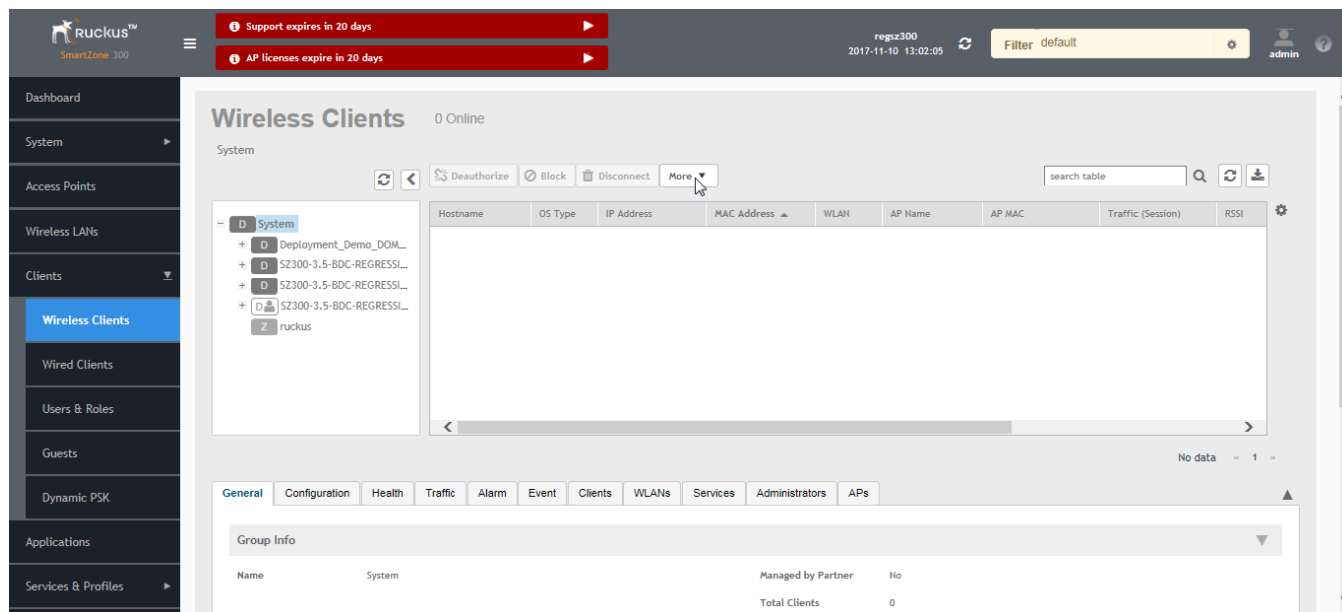 RUCKUS™
SmartZone 300
Support expires in 20 days
AP licenses expire in 20 days
regsz300
2017-11-10 13:02:05
Filter default
admin
Dashboard
System
Access Points
Wireless LANs
Clients
Wireless Clients
Wired Clients
Users & Roles
Guests
Dynamic PSK
Applications
Services & Profiles
Wireless Clients 0 Online
System
Deauthorize Block Disconnect More
search table
D System
D Deployment_Demo_DOM...
D SZ300-3.5-BDC-REGRESSI...
D SZ300-3.5-BDC-REGRESSI...
D SZ300-3.5-BDC-REGRESSI...
Z ruckus
Hostname OS Type IP Address MAC Address WLAN AP Name AP MAC Traffic (Session) RSSI
No data « 1 »
General Configuration Health Traffic Alarm Event Clients WLANs Services Administrators APs
Group Info
Name System
Managed by Partner No
Total Clients 0